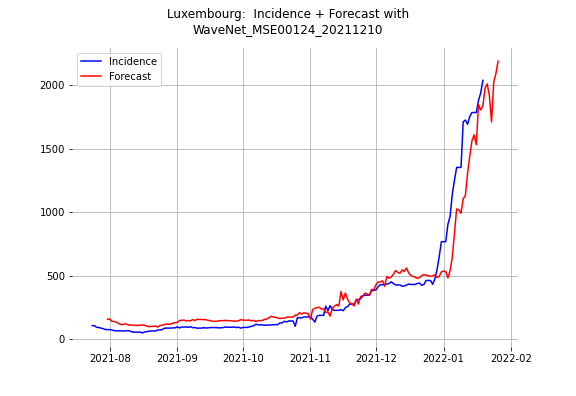 Luxembourg:  Incidence + Forecast with
WaveNet_MSE00124_20211210
Incidence
Forecast
2000
1500
1000
500
0
2021-08 2021-09 2021-10 2021-11 2021-12 2022-01 2022-02